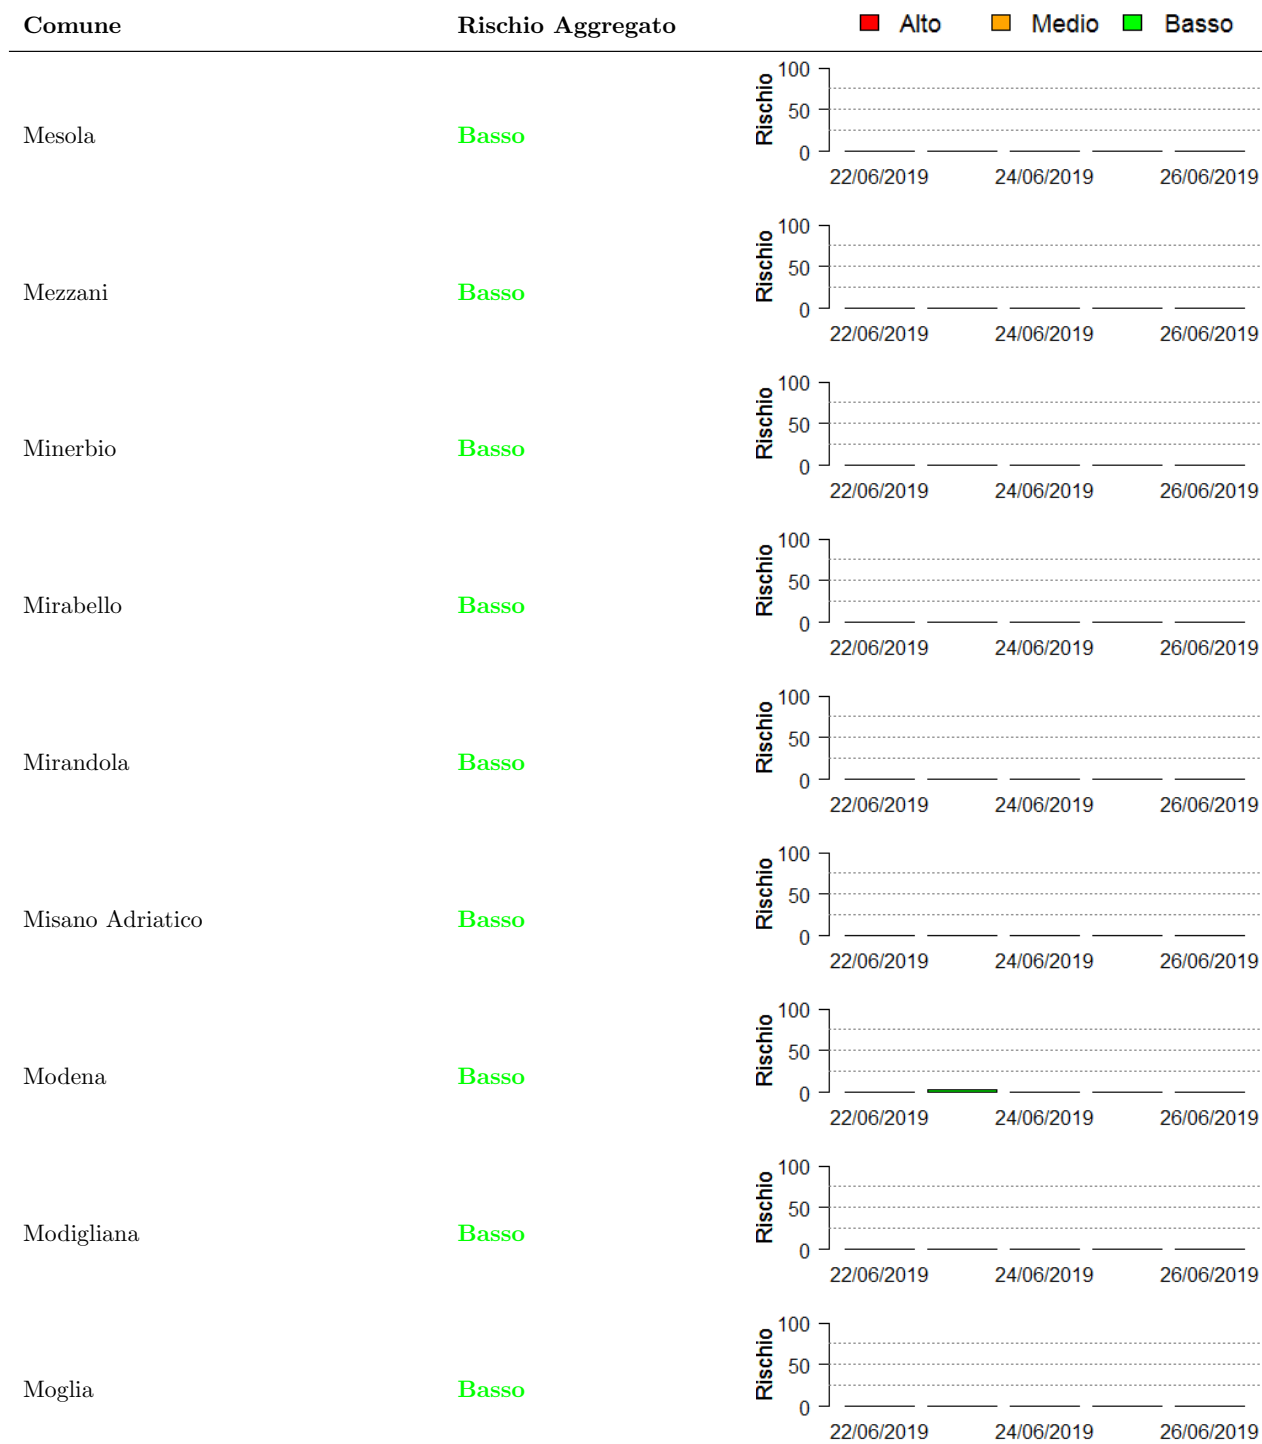 Comune Rischio Aggregato Alto Medio Basso
100
50
0
Rischio
Mesola Basso
22/06/2019 24/06/2019 26/06/2019
100
50
0
Rischio
Mezzani Basso
22/06/2019 24/06/2019 26/06/2019
100
50
0
Rischio
Minerbio Basso
22/06/2019 24/06/2019 26/06/2019
100
50
0
Rischio
Mirabello Basso
22/06/2019 24/06/2019 26/06/2019
100
50
0
Rischio
Mirandola Basso
22/06/2019 24/06/2019 26/06/2019
100
50
0
Rischio
Misano Adriatico Basso
22/06/2019 24/06/2019 26/06/2019
100
50
0
Rischio
Modena Basso
22/06/2019 24/06/2019 26/06/2019
100
50
0
Rischio
Modigliana Basso
22/06/2019 24/06/2019 26/06/2019
100
50
0
Rischio
Moglia Basso
22/06/2019 24/06/2019 26/06/2019